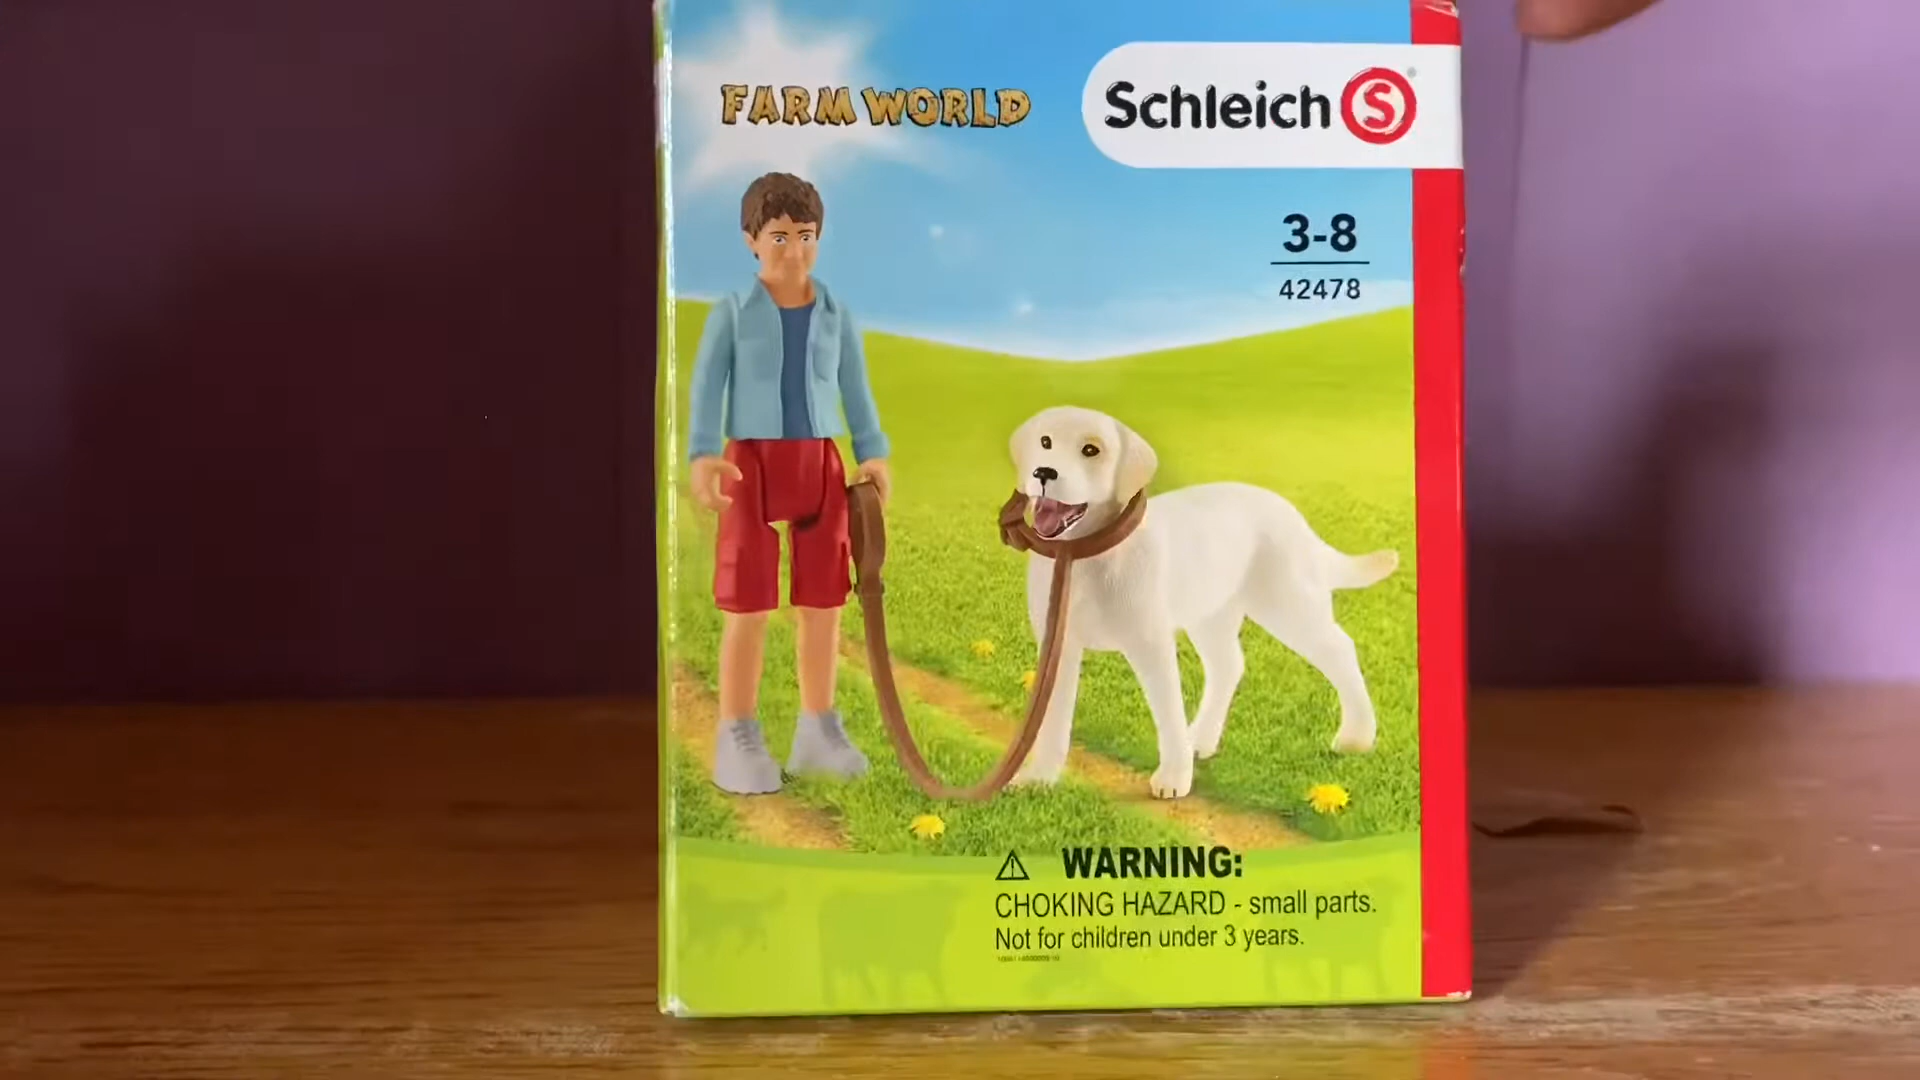 FARM WORLD
Schleich S ®
3-8
42478
WARNING:
CHOKING HAZARD - small parts.
Not for children under 3 years.